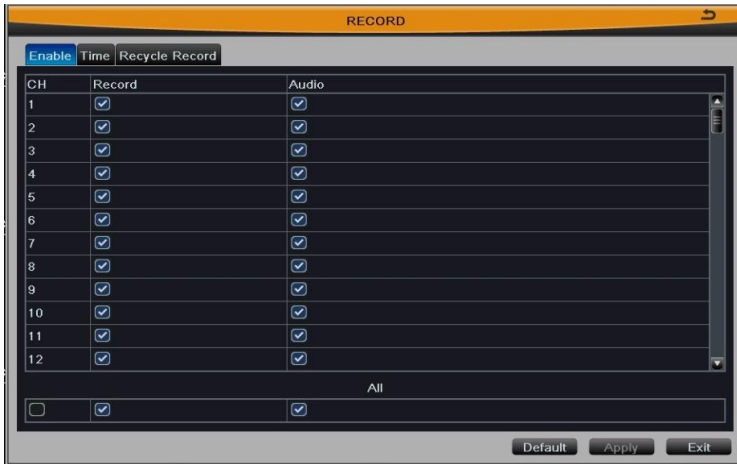 RECORD
Enable Time Recycle Record
CH Record Audio
1
2
3
4
5
6
7
8
9
10
11
12
All
Default Apply Exit